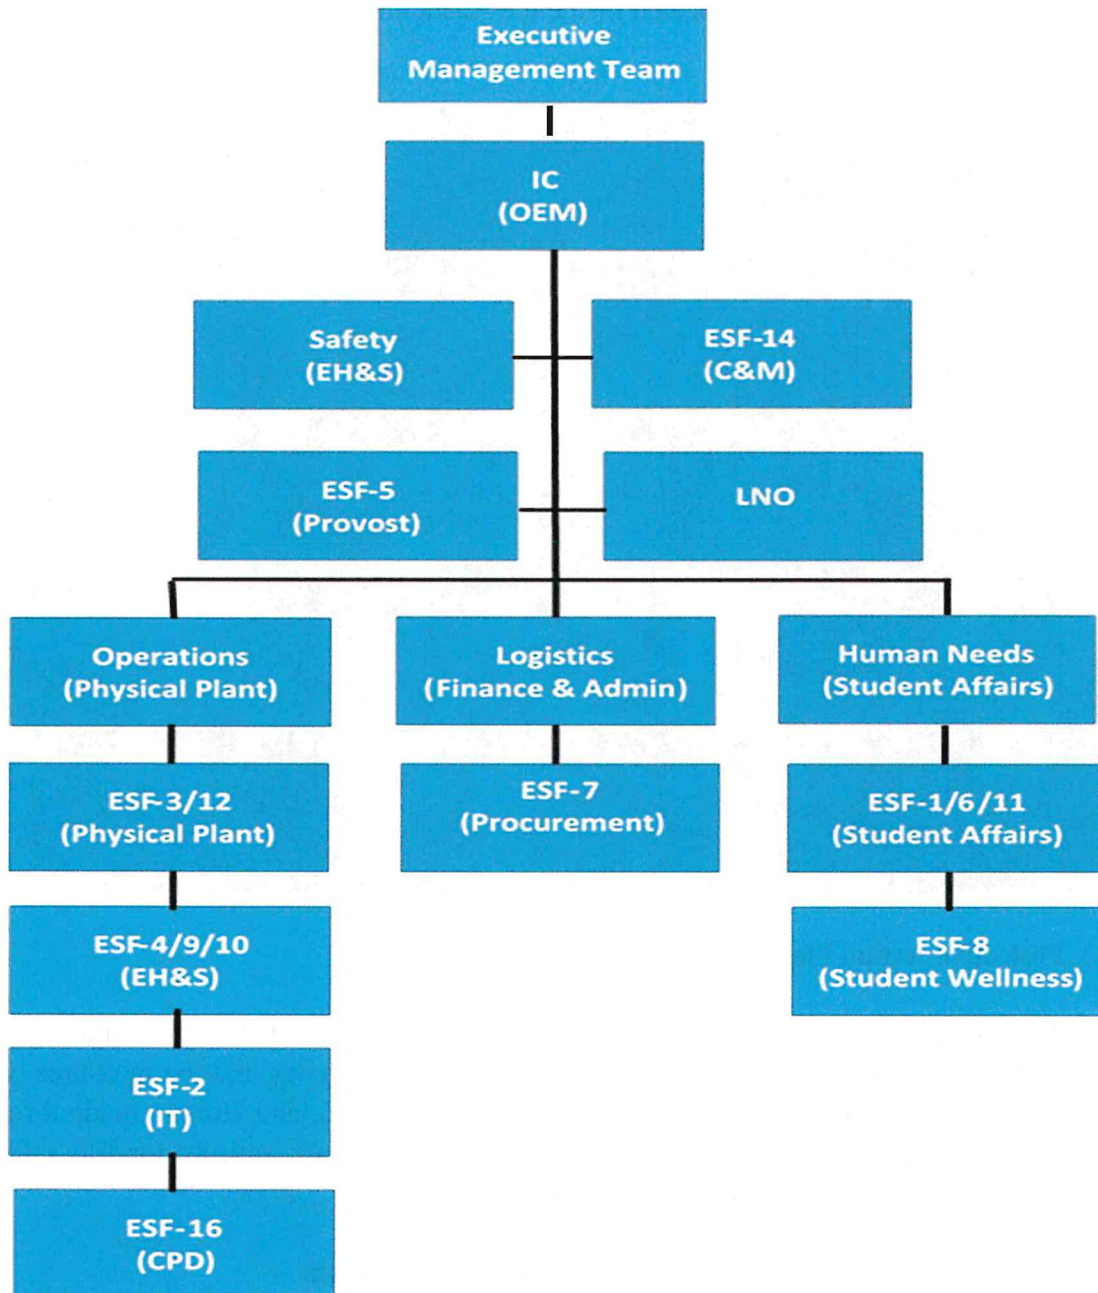 Executive
Management Team
IC
(OEM)
Safety
(EH&S)
ESF-14
(C&M)
ESF-5
(Provost)
LNO
Operations
(Physical Plant)
Logistics
(Finance & Admin)
Human Needs
(Student Affairs)
ESF-3/12
(Physical Plant)
ESF-7
(Procurement)
ESF-1/6/11
(Student Affairs)
ESF-4/9/10
(EH&S)
ESF-8
(Student Wellness)
ESF-2
(IT)
ESF-16
(CPD)